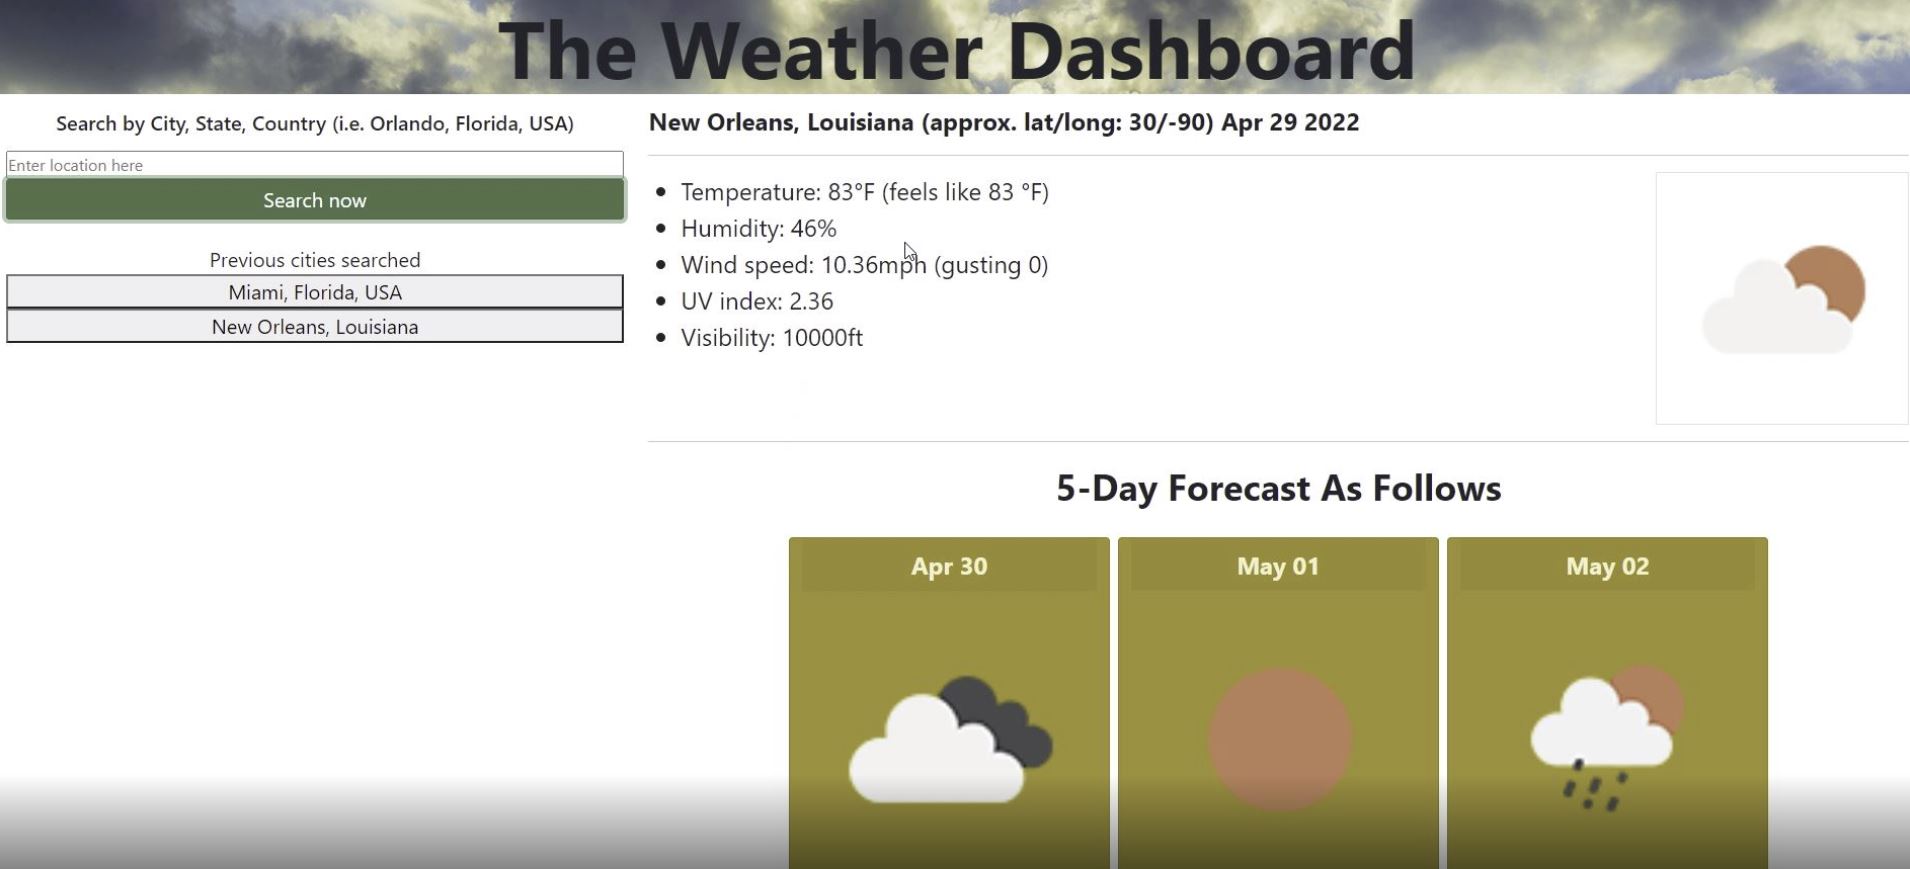 The Weather Dashboard
Search by City, State, Country (i.e. Orlando, Florida, USA)
Enter location here
Search now
Previous cities searched
Miami, Florida, USA
New Orleans, Louisiana
New Orleans, Louisiana (approx. lat/long: 30/-90) Apr 29 2022
Temperature: 83°F (feels like 83 °F)
Humidity: 46%
Wind speed: 10.36mph (gusting 0)
UV index: 2.36
Visibility: 10000ft
5-Day Forecast As Follows
Apr 30
May 01
May 02